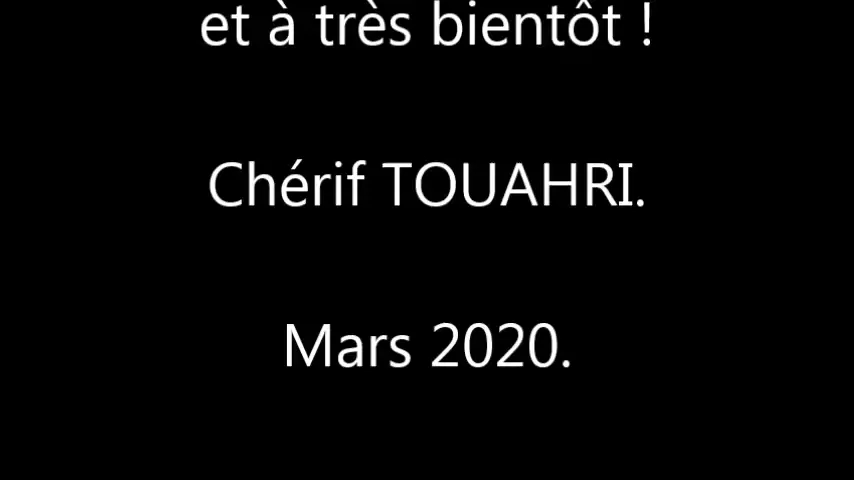 et à très bientôt !
Chérif TOUAHRI.
Mars 2020.